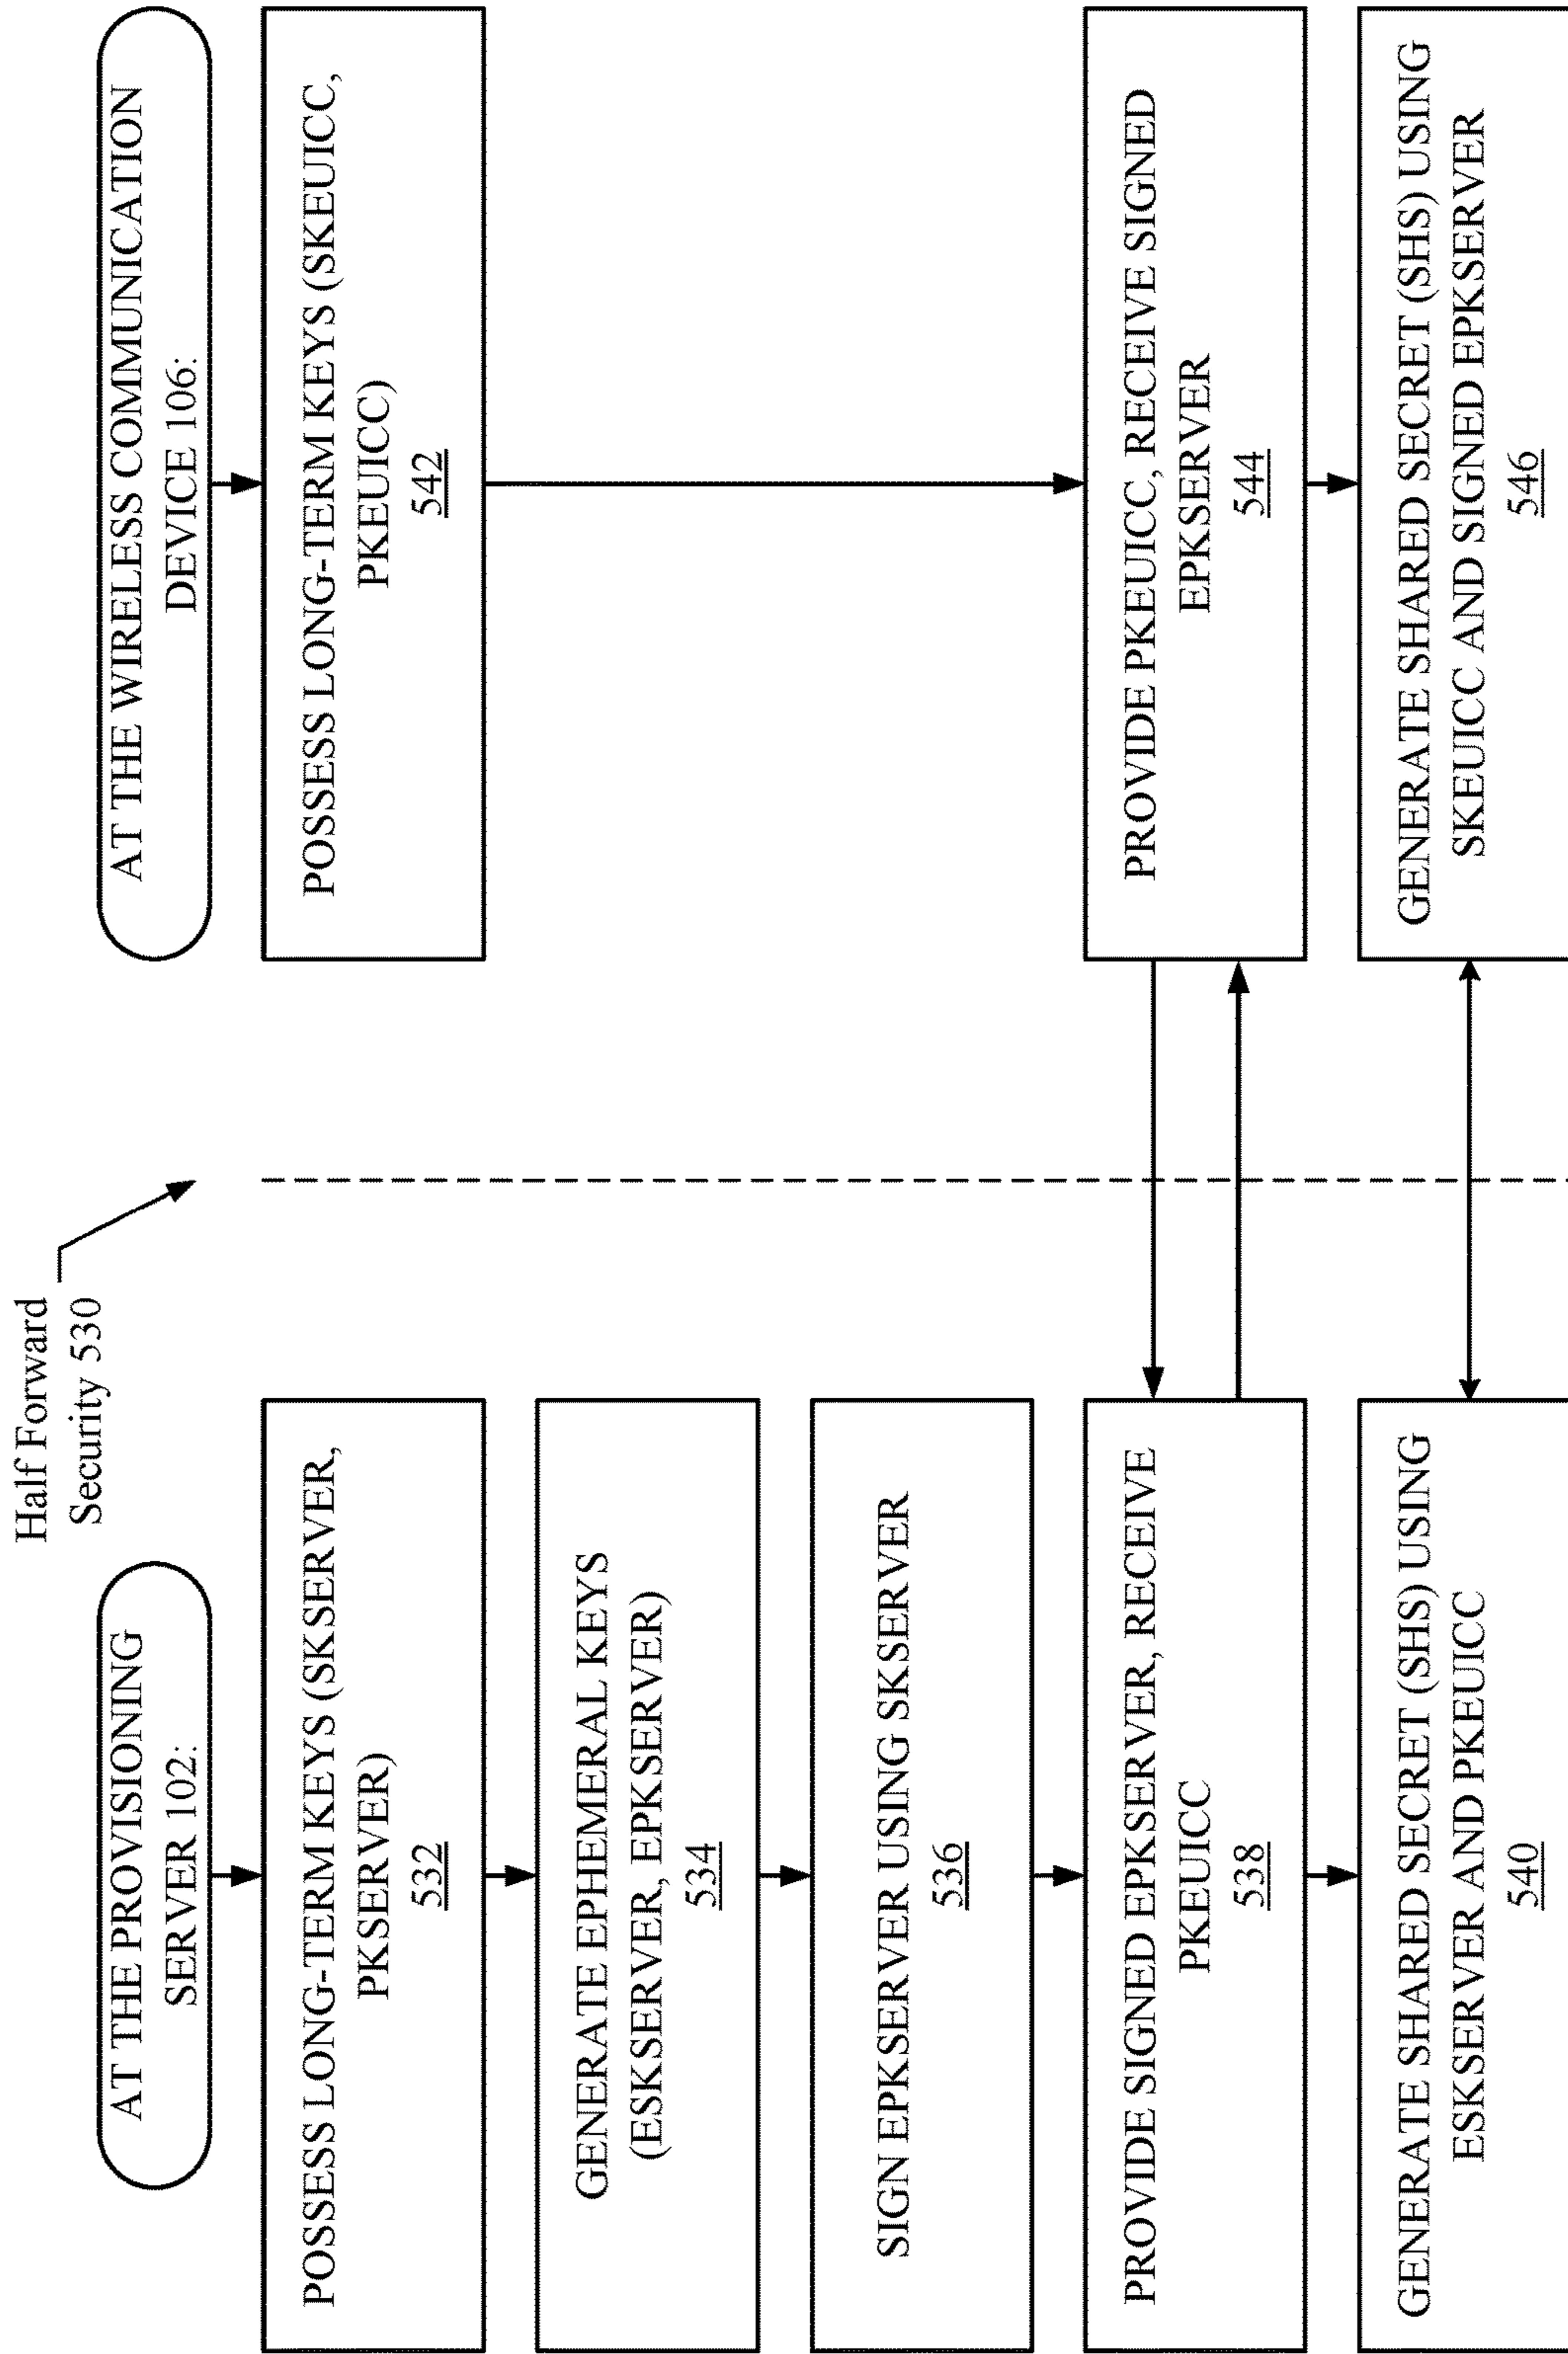 Half Forward
Security 530
AT THE PROVISIONING
SERVER 102:
POSSESS LONG-TERM KEYS (SKSERVER,
PKSERVER)
532
GENERATE EPHEMERAL KEYS
(ESKSERVER, EPKSERVER)
534
SIGN EPKSERVER USING SKSERVER
536
PROVIDE SIGNED EPKSERVER, RECEIVE
PKEUICC
538
GENERATE SHARED SECRET (SHS) USING
ESKSERVER AND PKEUICC
540
AT THE WIRELESS COMMUNICATION
DEVICE 106:
POSSESS LONG-TERM KEYS (SKEUICC,
PKEUICC)
542
PROVIDE PKEUICC, RECEIVE SIGNED
EPKSERVER
544
GENERATE SHARED SECRET (SHS) USING
SKEUICC AND SIGNED EPKSERVER
546